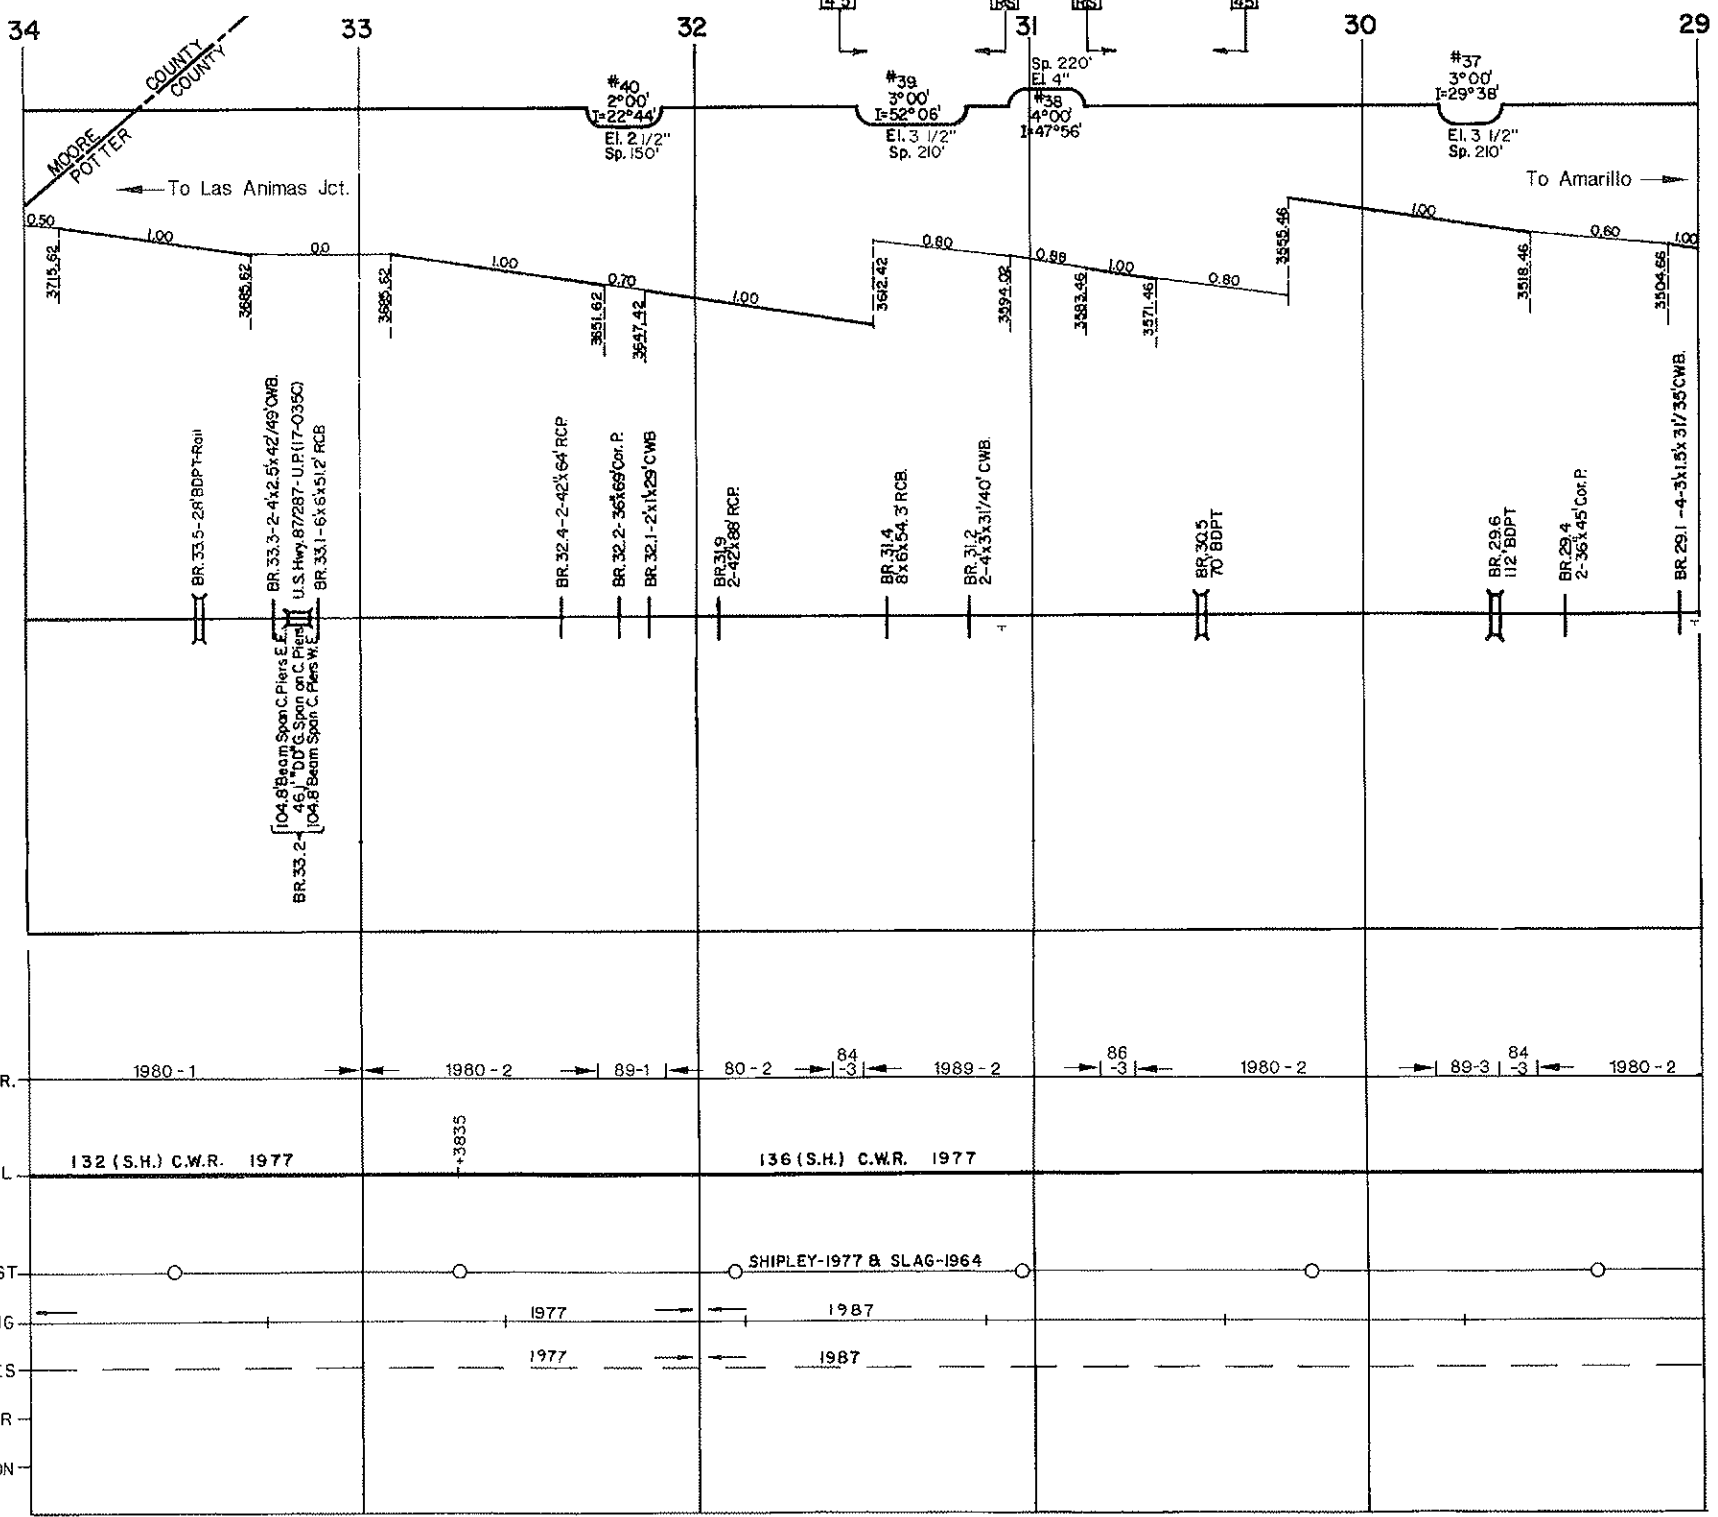 45
RS
RS
45
34
33
32
31
30
29
COUNTY
COUNTY
MOORE
POTTER
#40
2°00'
I=22°44'
El. 2 1/2"
Sp. 150'
#39
3°00'
I=52°06'
El. 3 1/2"
Sp. 210'
Sp. 220'
El. 4"
#38
4°00'
I=47°56'
#37
3°00'
I=29°38'
El. 3 1/2"
Sp. 210'
To Las Animas Jct.
To Amarillo
0.50
1.00
0.0
1.00
0.70
1.00
0.80
0.88
1.00
0.80
1.00
0.60
1.00
3715.62
3685.62
3685.62
3651.62
3647.42
3612.42
3594.02
3583.46
3571.46
3555.46
3518.46
3504.66
BR. 33.5-28' BDPT-Rail
BR. 33.3-2-4'x2.5'x42'/49' CWB.
U.S. Hwy. 87/287-U.P. (17-035C)
BR. 33.1-6'x6'x51.2' RCB
BR. 32.4-2-42"x64' RCP.
BR. 32.2-36"x69' Cor. P.
BR. 32.1-2'x1'x29' CWB
BR. 31.9
2-42"x88' RCP.
BR. 31.4
8'x6'x54.3' RCB.
BR. 31.2
2-4'x3'x31'/40' CWB.
BR. 30.5
70' BDPT
BR. 29.6
112' BDPT
BR. 29.4
2-36"x45' Cor. P.
BR. 29.1-4-3'x1.5'x31'/35' CWB.
BR. 33.2
104.8' Beam Span C. Piers E.E.
46.1' "DD" G. Span on C. Piers
104.8' Beam Span C. Piers W.E.
R.
1980-1
1980-2
89-1
80-2
84
-3
1989-2
86
-3
1980-2
89-3
84
-3
1980-2
L
132 (S.H.) C.W.R. 1977
+3835
136 (S.H.) C.W.R. 1977
ST
SHIPLEY-1977 & SLAG-1964
G
1977
1987
ES
1977
1987
R
ON